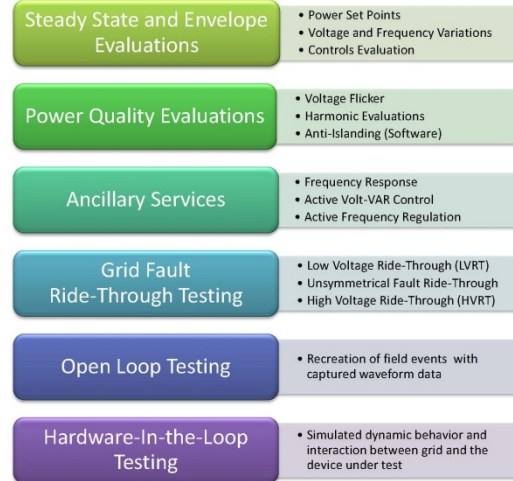 Steady State and Envelope
Evaluations
• Power Set Points
• Voltage and Frequency Variations
• Controls Evaluation
Power Quality Evaluations
• Voltage Flicker
• Harmonic Evaluations
• Anti-Islanding (Software)
Ancillary Services
• Frequency Response
• Active Volt-VAR Control
• Active Frequency Regulation
Grid Fault
Ride-Through Testing
• Low Voltage Ride-Through (LVRT)
• Unsymmetrical Fault Ride-Through
• High Voltage Ride-Through (HVRT)
Open Loop Testing
• Recreation of field events with
captured waveform data
Hardware-In-the-Loop
Testing
• Simulated dynamic behavior and
interaction between grid and the
device under test